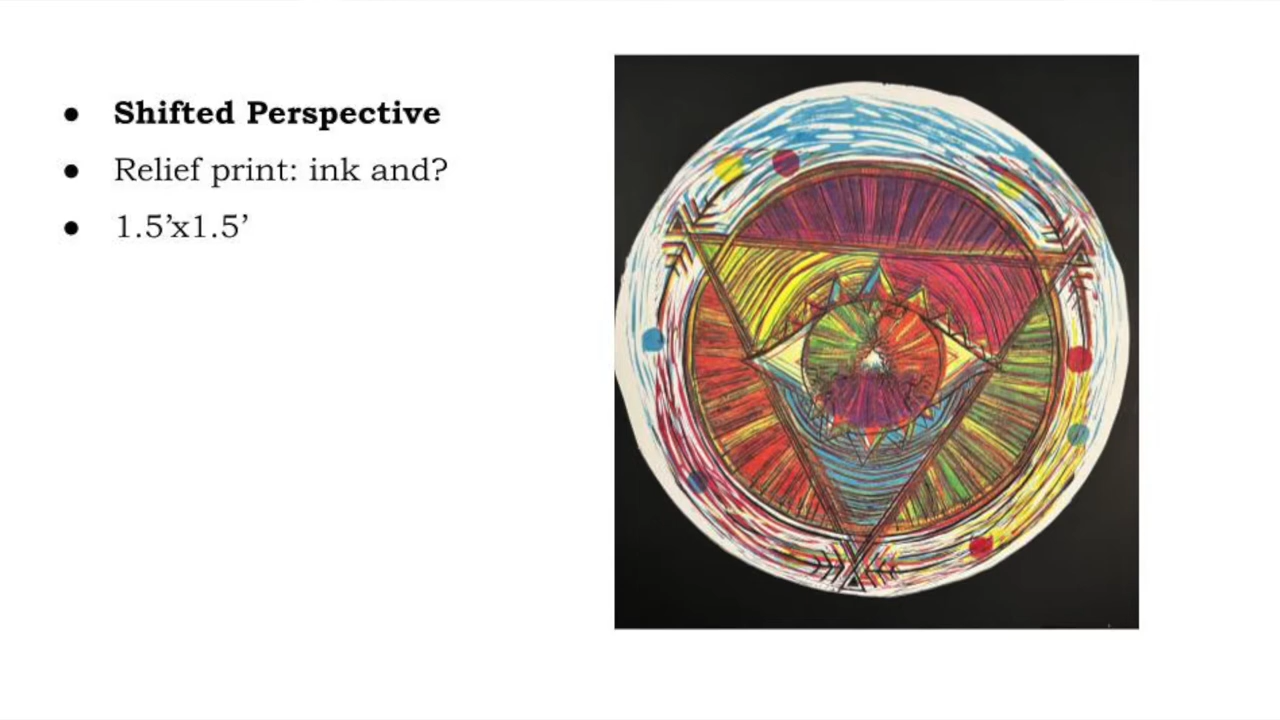 ● Shifted Perspective
● Relief print: ink and?
● 1.5’x1.5’